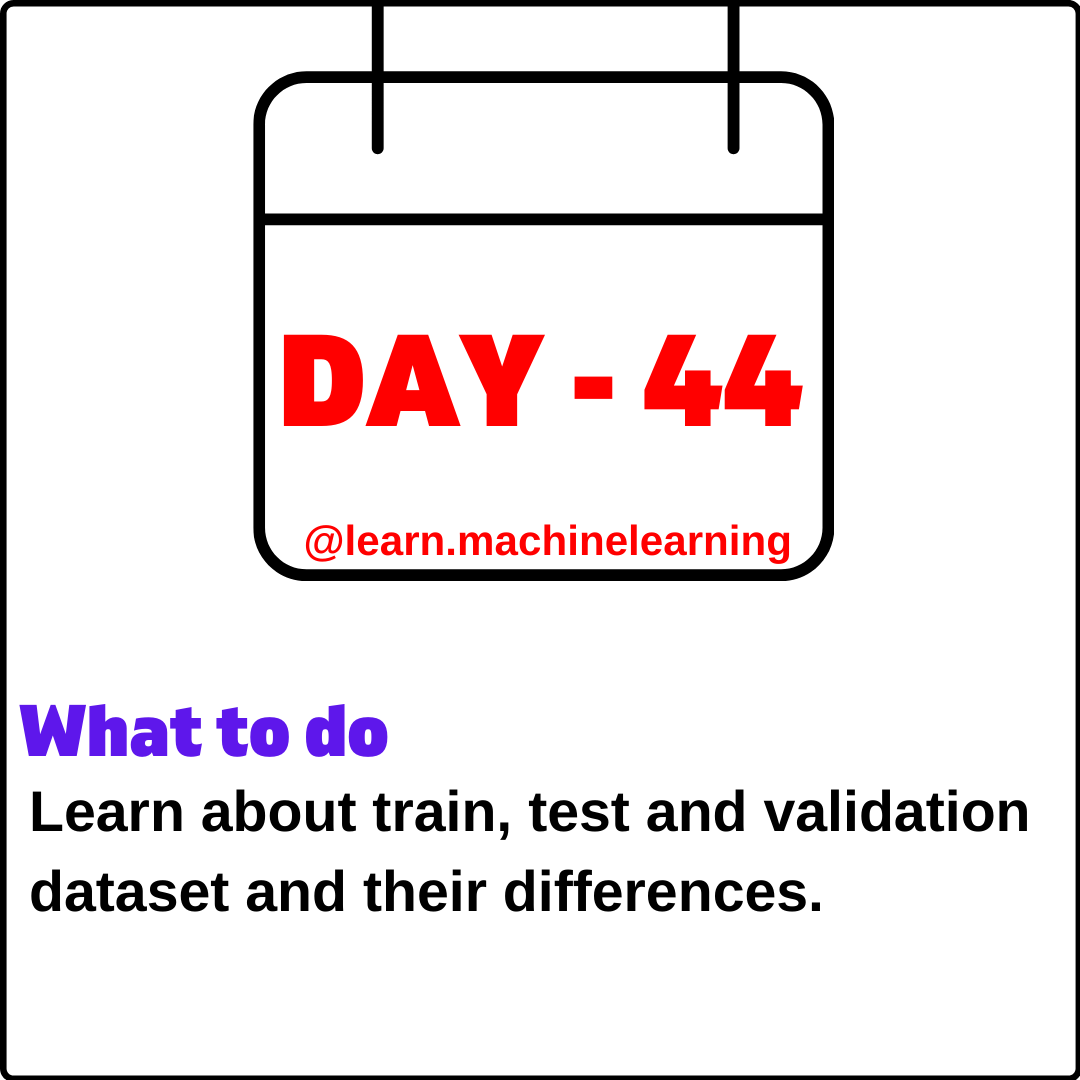 DAY - 44
@learn.machinelearning
What to do
Learn about train, test and validation
dataset and their differences.